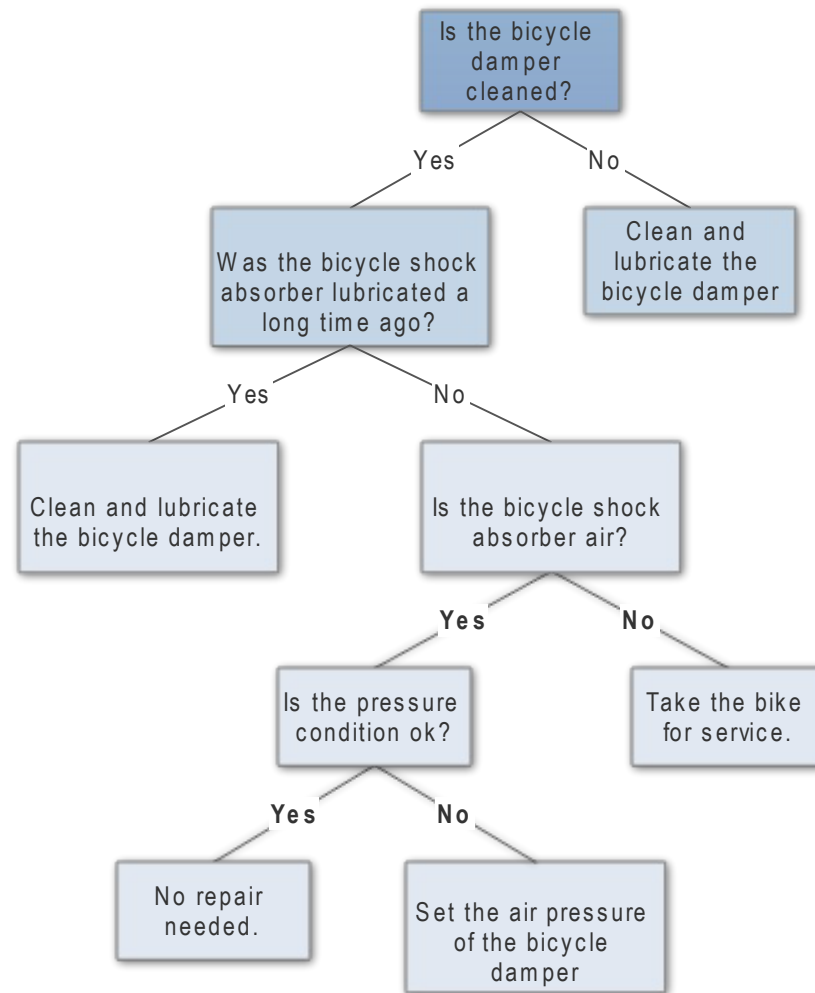 Is the bicycle
damper
cleaned?
Yes
No
Was the bicycle shock
absorber lubricated a
long time ago?
Clean and
lubricate the
bicycle damper
Yes
No
Clean and lubricate
the bicycle damper.
Is the bicycle shock
absorber air?
Yes
No
Is the pressure
condition ok?
Take the bike
for service.
Yes
No
No repair
needed.
Set the air pressure
of the bicycle
damper